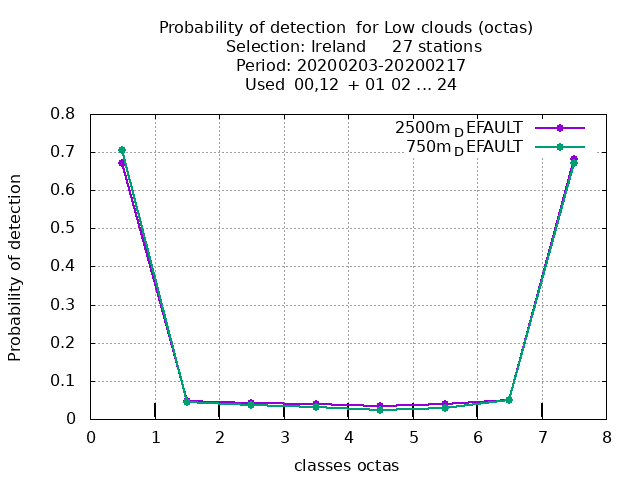 Probability of detection  for Low clouds (octas)
Selection: Ireland     27 stations
Period: 20200203-20200217
Used  00,12  + 01 02 ... 24
2500m_DEFAULT
750m_DEFAULT
Probability of detection
0.8
0.7
0.6
0.5
0.4
0.3
0.2
0.1
0
0 1 2 3 4 5 6 7 8
classes octas